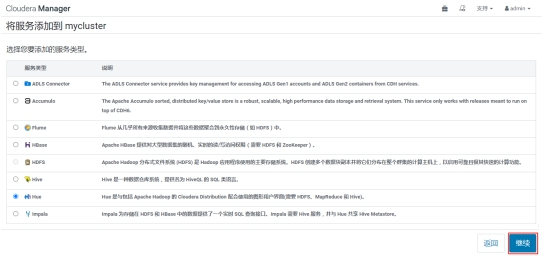 Cloudera Manager 支持 admin
将服务添加到 mycluster
选择您要添加的服务类型。
服务类型 说明
ADLS Connector The ADLS Connector service provides key management for accessing ADLS Gen1 accounts and ADLS Gen2 containers from CDH services.
Accumulo The Apache Accumulo sorted, distributed key/value store is a robust, scalable, high performance data storage and retrieval system. This service only works with releases meant to run on
top of CDH6.
Flume Flume 从几乎所有来源收集数据并将这些数据聚合到永久性存储（如 HDFS）中。
HBase Apache HBase 提供对大型数据集的随机、实时的读/写访问权限（需要 HDFS 和 ZooKeeper）。
HDFS Apache Hadoop 分布式文件系统 (HDFS) 是 Hadoop 应用程序使用的主要存储系统。HDFS 创建多个数据块副本并将它们分布在整个群集的计算主机上，以启用可靠且极其快速的计算功能。
Hive Hive 是一种数据仓库系统，提供名为 HiveQL 的 SQL 类语言。
Hue Hue 是与包括 Apache Hadoop 的 Cloudera Distribution 配合使用的图形用户界面(需要 HDFS、MapReduce 和 Hive)。
Impala Impala 为存储在 HDFS 和 HBase 中的数据提供了一个实时 SQL 查询接口。Impala 需要 Hive 服务，并与 Hue 共享 Hive Metastore。
返回 继续